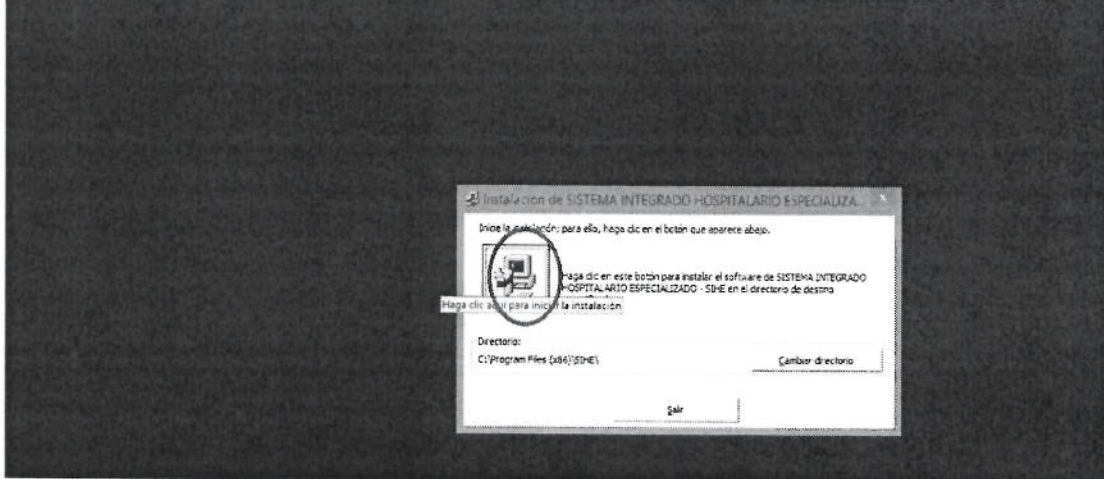 Instalación de SISTEMA INTEGRADO HOSPITALARIO ESPECIALIZA...
Inicie la instalación; para ello, haga clic en el botón que aparece abajo.
Haga clic en este botón para instalar el software de SISTEMA INTEGRADO
HOSPITALARIO ESPECIALIZADO - SIHE en el directorio de destino
Haga clic aquí para iniciar la instalación
Directorio:
C:\Program Files (x86)\SIHE\
Cambiar directorio
Salir